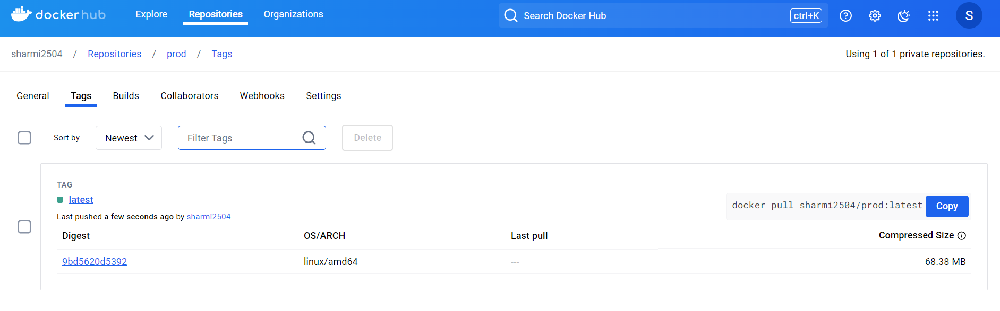 docker hub
Explore Repositories Organizations Search Docker Hub ctrl+K S
sharmi2504 / Repositories / prod / Tags Using 1 of 1 private repositories.
General Tags Builds Collaborators Webhooks Settings
Sort by Newest Filter Tags Delete
TAG
latest
docker pull sharmi2504/prod:latest Copy
Last pushed a few seconds ago by sharmi2504
Digest OS/ARCH Last pull Compressed Size
9bd5620d5392 linux/amd64 --- 68.38 MB